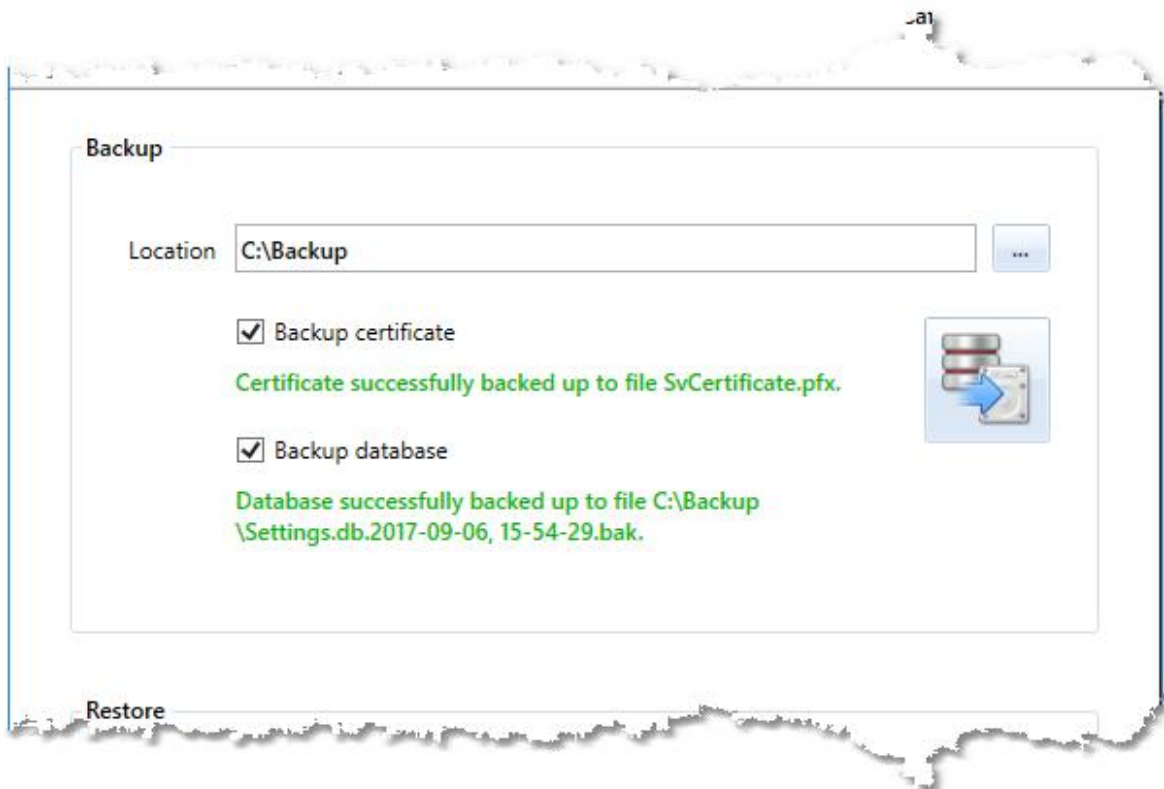 Backup
Location C:\Backup ...
Backup certificate
Certificate successfully backed up to file SvCertificate.pfx.
Backup database
Database successfully backed up to file C:\Backup
\Settings.db.2017-09-06, 15-54-29.bak.
Restore